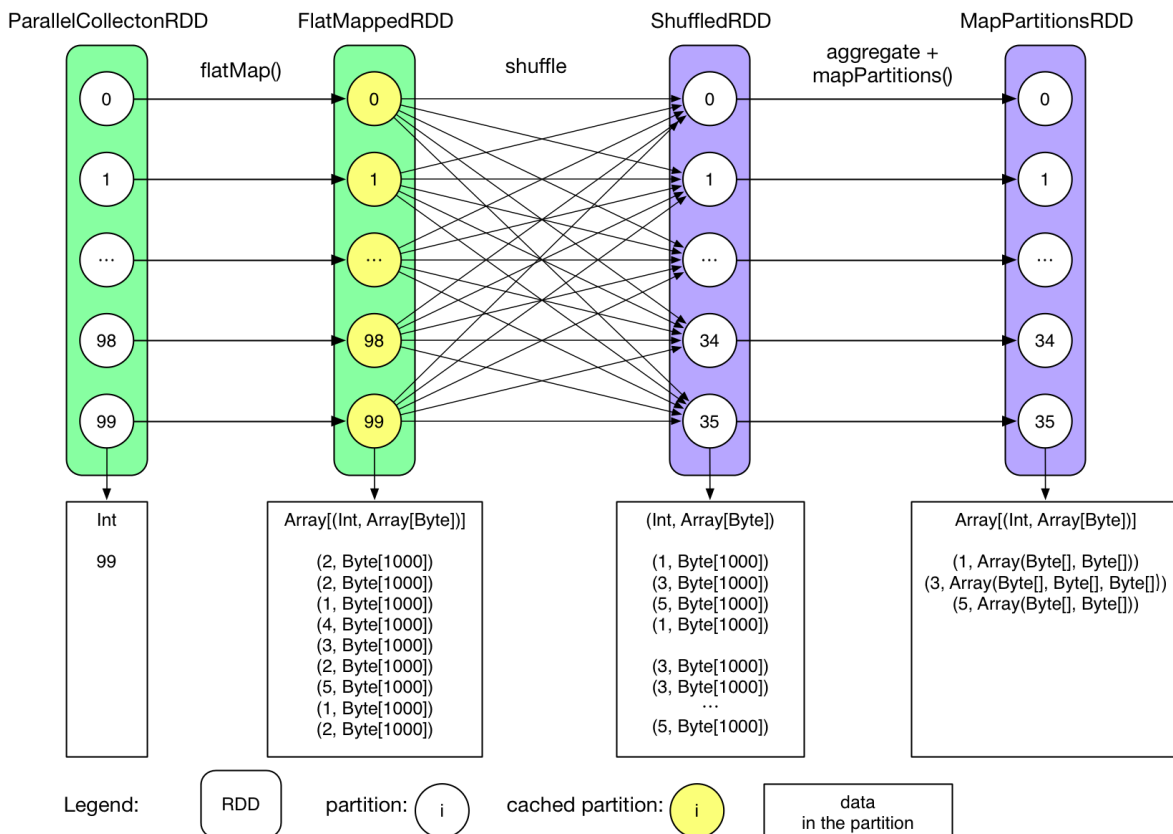 ParallelCollectonRDD
FlatMappedRDD
ShuffledRDD
MapPartitionsRDD
flatMap()
shuffle
aggregate +
mapPartitions()
0
0
0
0
1
1
1
1
...
...
...
...
98
98
34
34
99
99
35
35
Int
99
Array[(Int, Array[Byte])]
(2, Byte[1000])
(2, Byte[1000])
(1, Byte[1000])
(4, Byte[1000])
(3, Byte[1000])
(2, Byte[1000])
(5, Byte[1000])
(1, Byte[1000])
(2, Byte[1000])
(Int, Array[Byte])
(1, Byte[1000])
(3, Byte[1000])
(5, Byte[1000])
(1, Byte[1000])
(3, Byte[1000])
(3, Byte[1000])
...
(5, Byte[1000])
Array[(Int, Array[Byte])]
(1, Array(Byte[], Byte[]))
(3, Array(Byte[], Byte[], Byte[]))
(5, Array(Byte[], Byte[]))
Legend:
RDD
partition:
i
cached partition:
i
data
in the partition